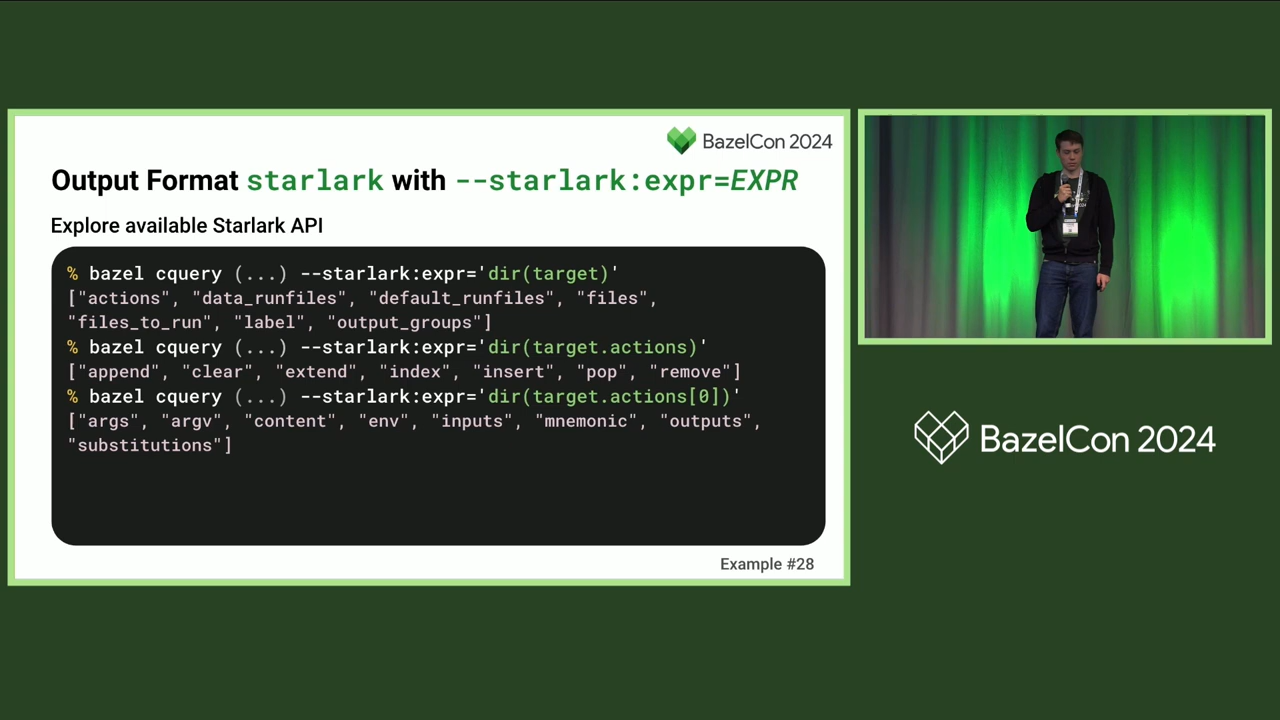 BazelCon 2024
Output Format starlark with --starlark:expr=EXPR
Explore available Starlark API
% bazel cquery (...) --starlark:expr='dir(target)'
["actions", "data_runfiles", "default_runfiles", "files",
"files_to_run", "label", "output_groups"]
% bazel cquery (...) --starlark:expr='dir(target.actions)'
["append", "clear", "extend", "index", "insert", "pop", "remove"]
% bazel cquery (...) --starlark:expr='dir(target.actions[0])'
["args", "argv", "content", "env", "inputs", "mnemonic", "outputs",
"substitutions"]
Example #28
BazelCon 2024